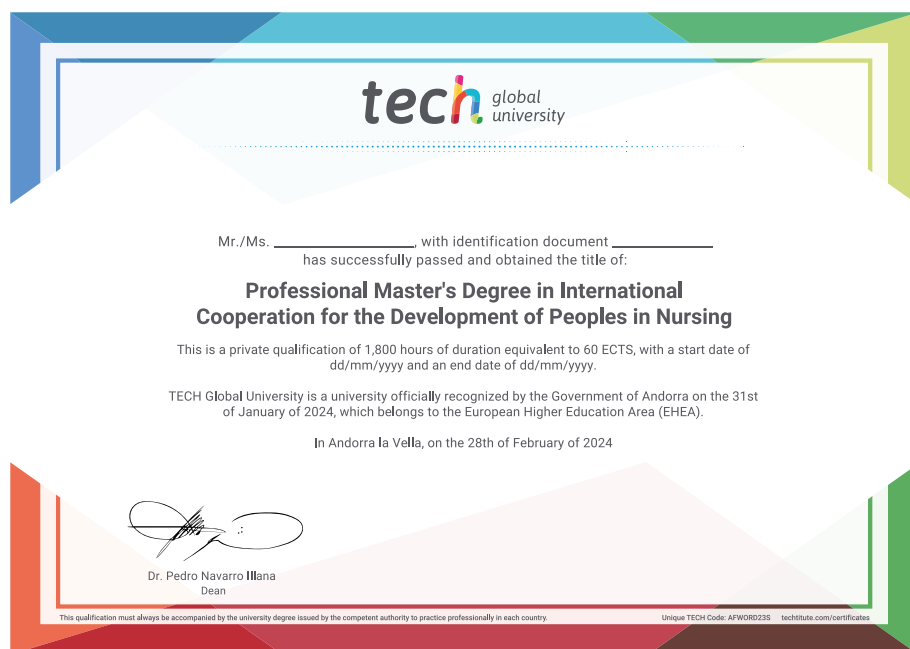 tech global
university
Mr./Ms. ____________, with identification document ____________
has successfully passed and obtained the title of:
Professional Master's Degree in International
Cooperation for the Development of Peoples in Nursing
This is a private qualification of 1,800 hours of duration equivalent to 60 ECTS, with a start date of
dd/mm/yyyy and an end date of dd/mm/yyyy.
TECH Global University is a university officially recognized by the Government of Andorra on the 31st
of January of 2024, which belongs to the European Higher Education Area (EHEA).
In Andorra la Vella, on the 28th of February of 2024
Dr. Pedro Navarro Illana
Dean
This qualification must always be accompanied by the university degree issued by the competent authority to practice professionally in each country.
Unique TECH Code: AFWORD23S techtitute.com/certificates